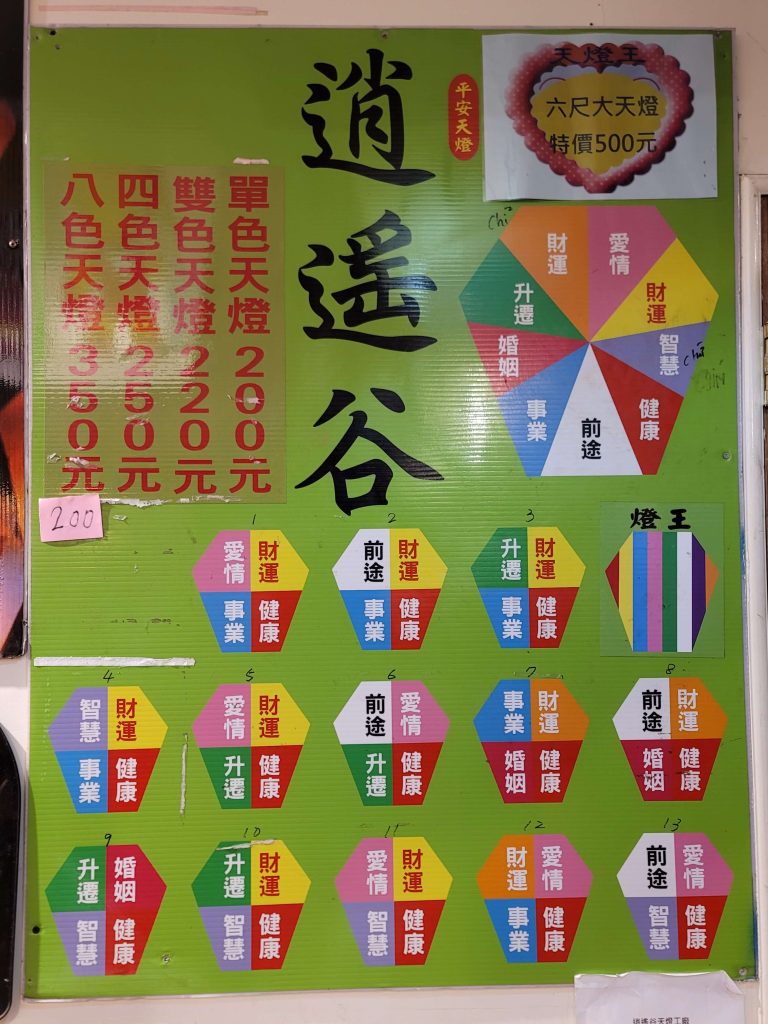 逍遙谷
平安天燈
天燈王
六尺大天燈
特價500元
單色天燈200元
雙色天燈220元
四色天燈250元
八色天燈350元
200
Chi
財運
愛情
升遷
財運
婚姻
智慧
事業
前途
健康
燈王
1
愛情
財運
事業
健康
2
前途
財運
事業
健康
3
升遷
財運
事業
健康
4
智慧
財運
事業
健康
5
愛情
財運
升遷
健康
6
前途
愛情
升遷
健康
7
事業
財運
婚姻
健康
8
前途
財運
婚姻
健康
9
升遷
婚姻
智慧
健康
10
升遷
財運
智慧
健康
11
愛情
財運
智慧
健康
12
財運
愛情
事業
健康
13
前途
愛情
智慧
健康
逍遙谷天燈工廠